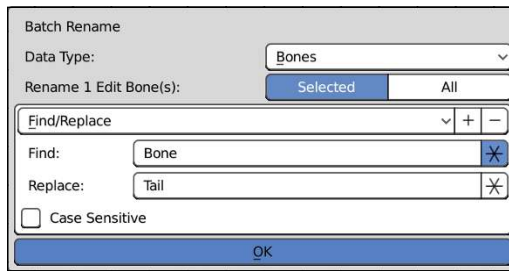 Batch Rename
Data Type: Bones
Rename 1 Edit Bone(s): Selected All
Find/Replace + −
Find: Bone
Replace: Tail
Case Sensitive
OK